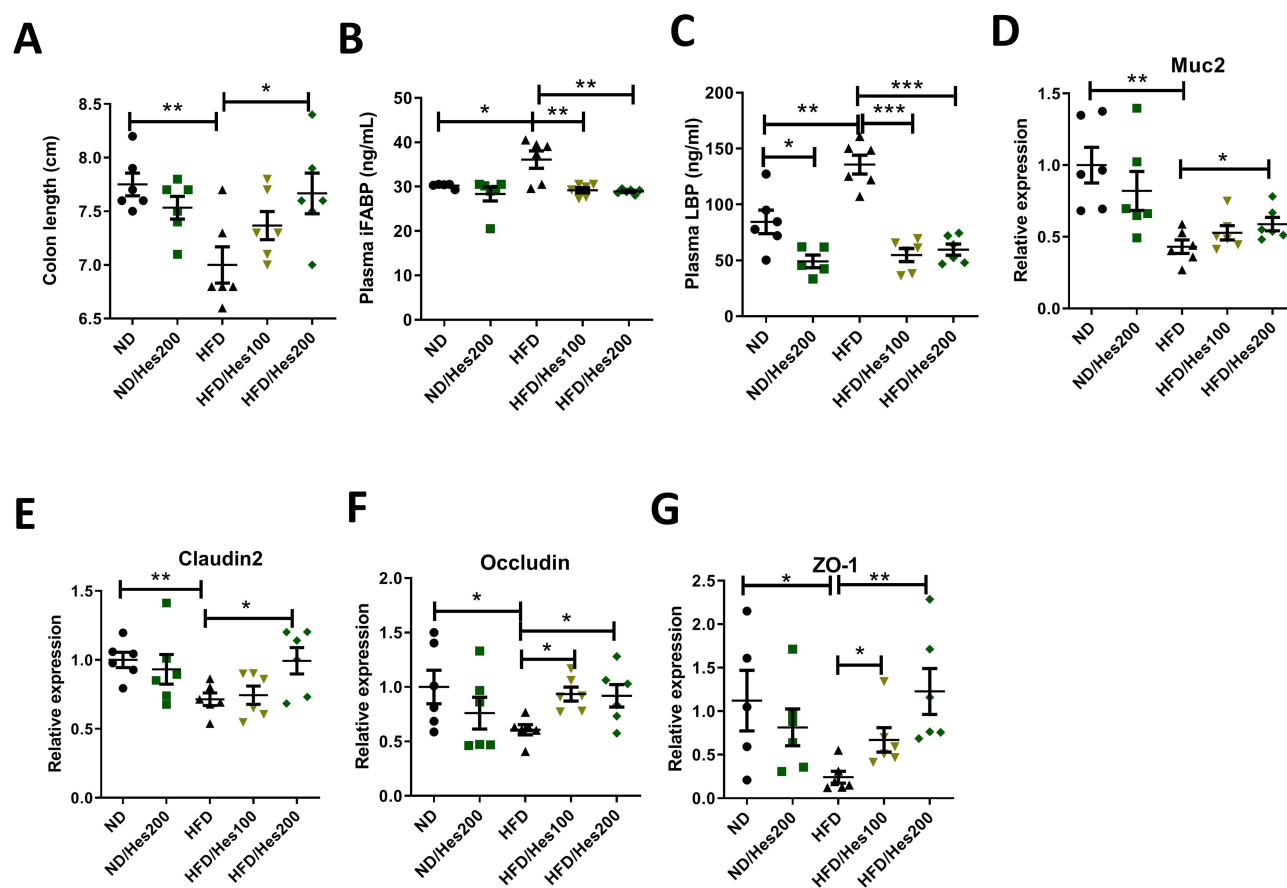 A
Colon length (cm)
8.5
8.0
7.5
7.0
6.5
**
*
ND
ND/Hes200
HFD
HFD/Hes100
HFD/Hes200
B
Plasma iFABP (ng/mL)
50
40
30
20
10
0
*
**
**
ND
ND/Hes200
HFD
HFD/Hes100
HFD/Hes200
C
Plasma LBP (ng/ml)
200
150
100
50
0
***
**
***
*
ND
ND/Hes200
HFD
HFD/Hes100
HFD/Hes200
D
Muc2
Relative expression
1.5
1.0
0.5
0.0
**
*
ND
ND/Hes200
HFD
HFD/Hes100
HFD/Hes200
E
Claudin2
Relative expression
1.5
1.0
0.5
0.0
**
*
ND
ND/Hes200
HFD
HFD/Hes100
HFD/Hes200
F
Occludin
Relative expression
2.0
1.5
1.0
0.5
0.0
*
*
*
ND
ND/Hes200
HFD
HFD/Hes100
HFD/Hes200
G
ZO-1
Relative expression
2.5
2.0
1.5
1.0
0.5
0.0
*
**
*
ND
ND/Hes200
HFD
HFD/Hes100
HFD/Hes200